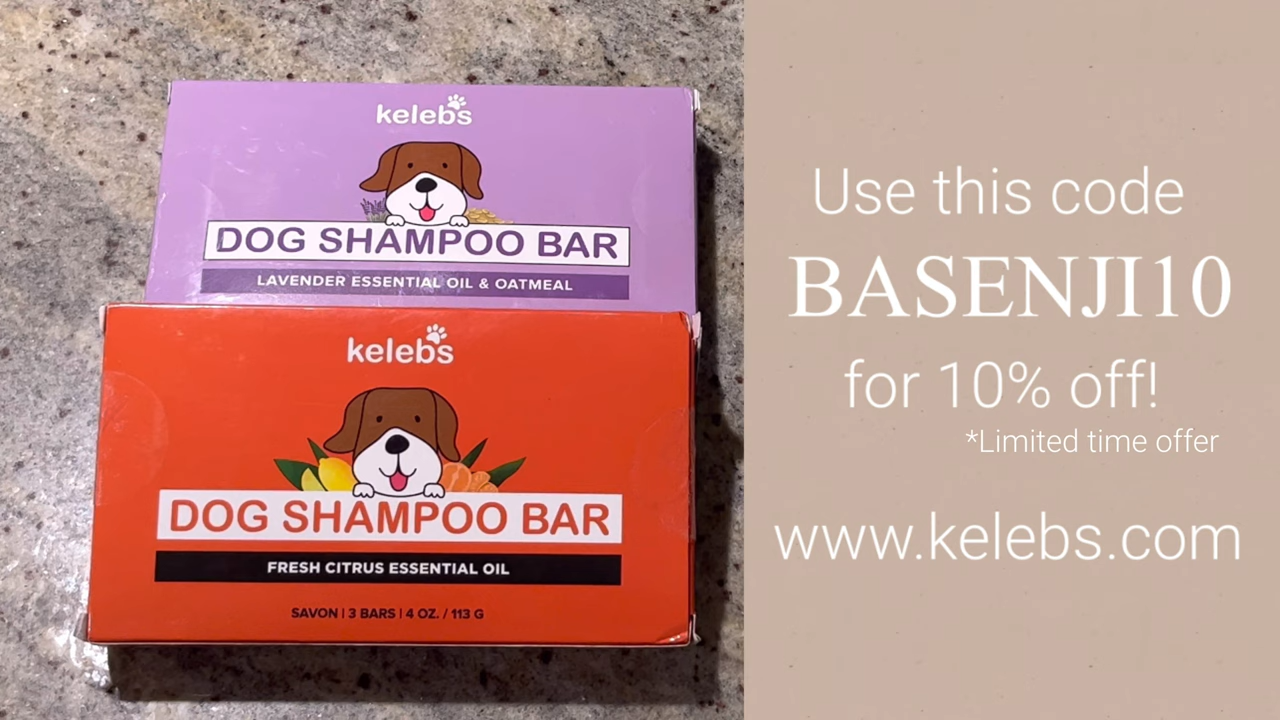 kelebs
DOG SHAMPOO BAR
LAVENDER ESSENTIAL OIL & OATMEAL
kelebs
DOG SHAMPOO BAR
FRESH CITRUS ESSENTIAL OIL
SAVON | 3 BARS | 4 OZ. / 113 G
Use this code
BASENJI10
for 10% off!
*Limited time offer
www.kelebs.com